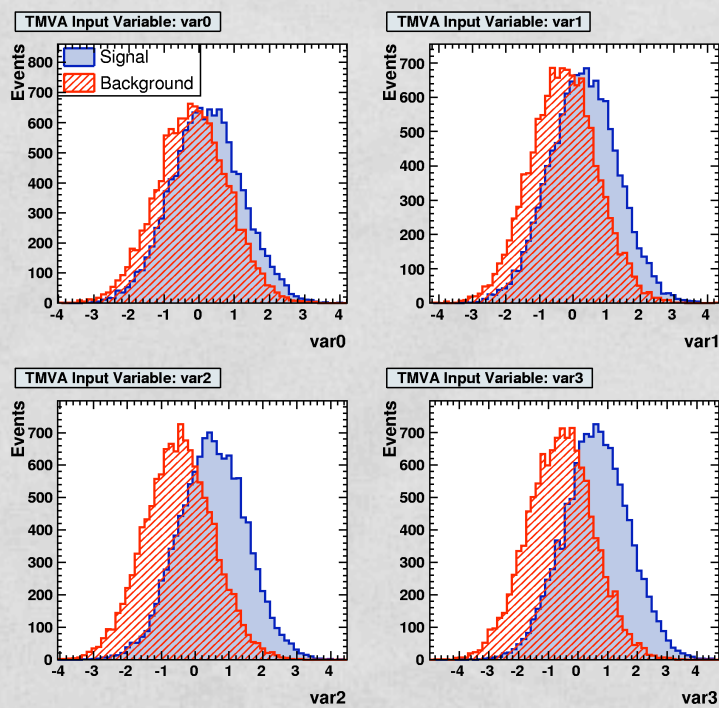 TMVA Input Variable: var0
Events
800
700
600
500
400
300
200
100
0
Signal
Background
-4 -3 -2 -1 0 1 2 3 4
var0
TMVA Input Variable: var1
Events
700
600
500
400
300
200
100
0
-4 -3 -2 -1 0 1 2 3 4
var1
TMVA Input Variable: var2
Events
700
600
500
400
300
200
100
0
-4 -3 -2 -1 0 1 2 3 4
var2
TMVA Input Variable: var3
Events
700
600
500
400
300
200
100
0
-4 -3 -2 -1 0 1 2 3 4
var3